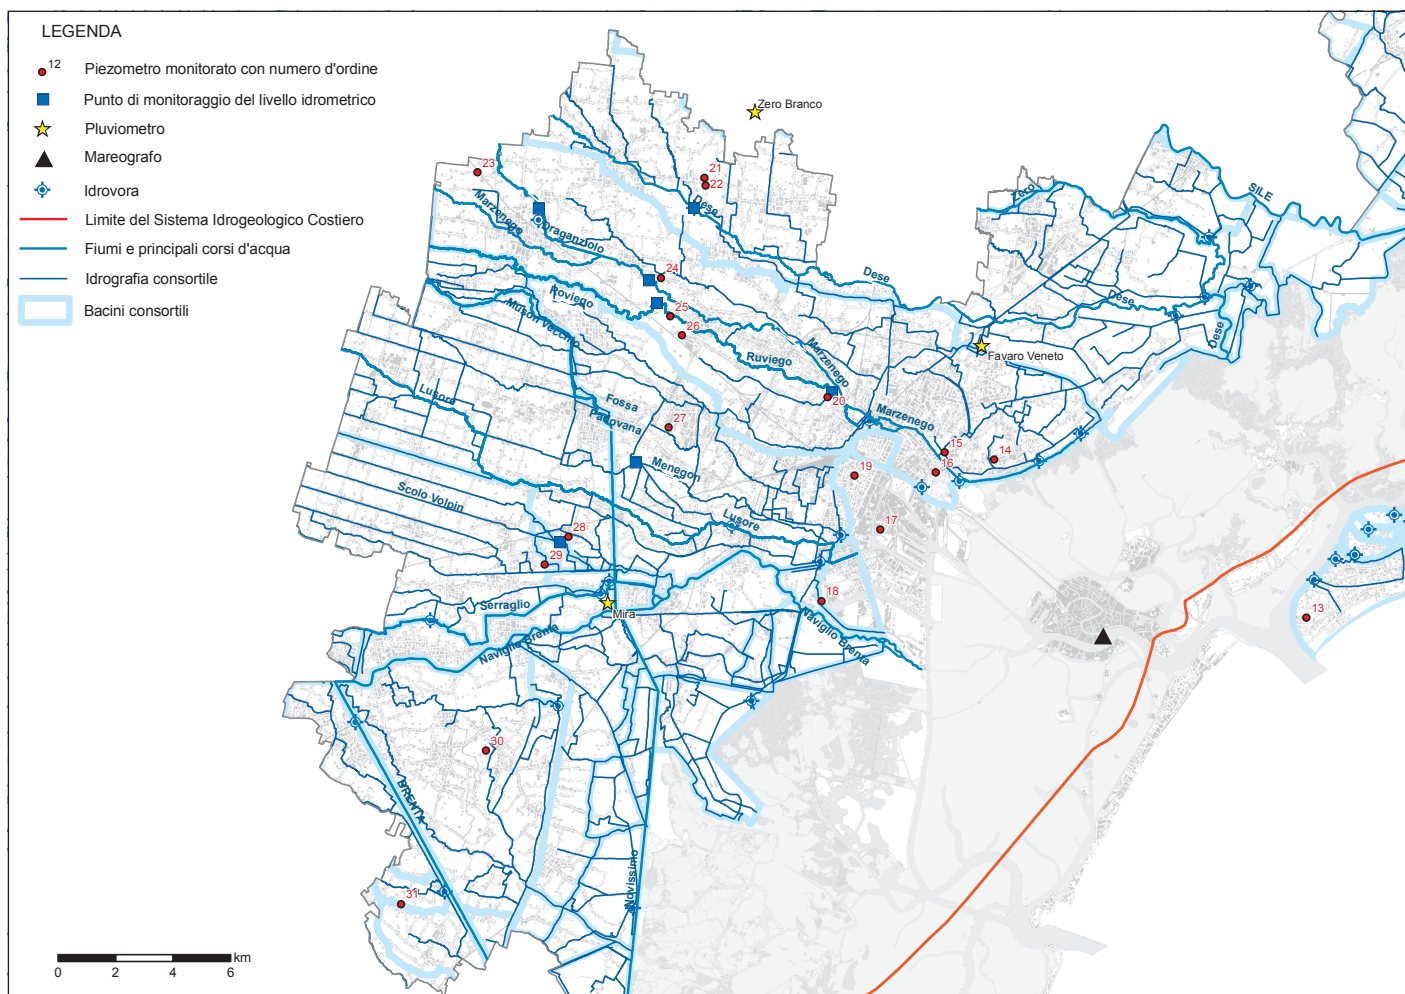 LEGENDA
12
Piezometro monitorato con numero d'ordine
Punto di monitoraggio del livello idrometrico
Pluviometro
Mareografo
Idrovora
Limite del Sistema Idrogeologico Costiero
Fiumi e principali corsi d'acqua
Idrografia consortile
Bacini consortili
Zero Branco
23
21
22
Dese
Zero
SILE
Marzenego
Draganziolo
24
Dese
Dese
Dese
Roviego
Muson Vecchio
25
26
Ruviego
Marzenego
Favaro Veneto
Lusore
Fossa
Padovana
27
20
Marzenego
Menegon
15
14
16
19
Scolo Volpin
Lusore
17
28
29
18
13
Serraglio
Mira
Naviglio Brenta
Naviglio Brenta
30
BRENTA
Novissimo
31
0
2
4
6
km